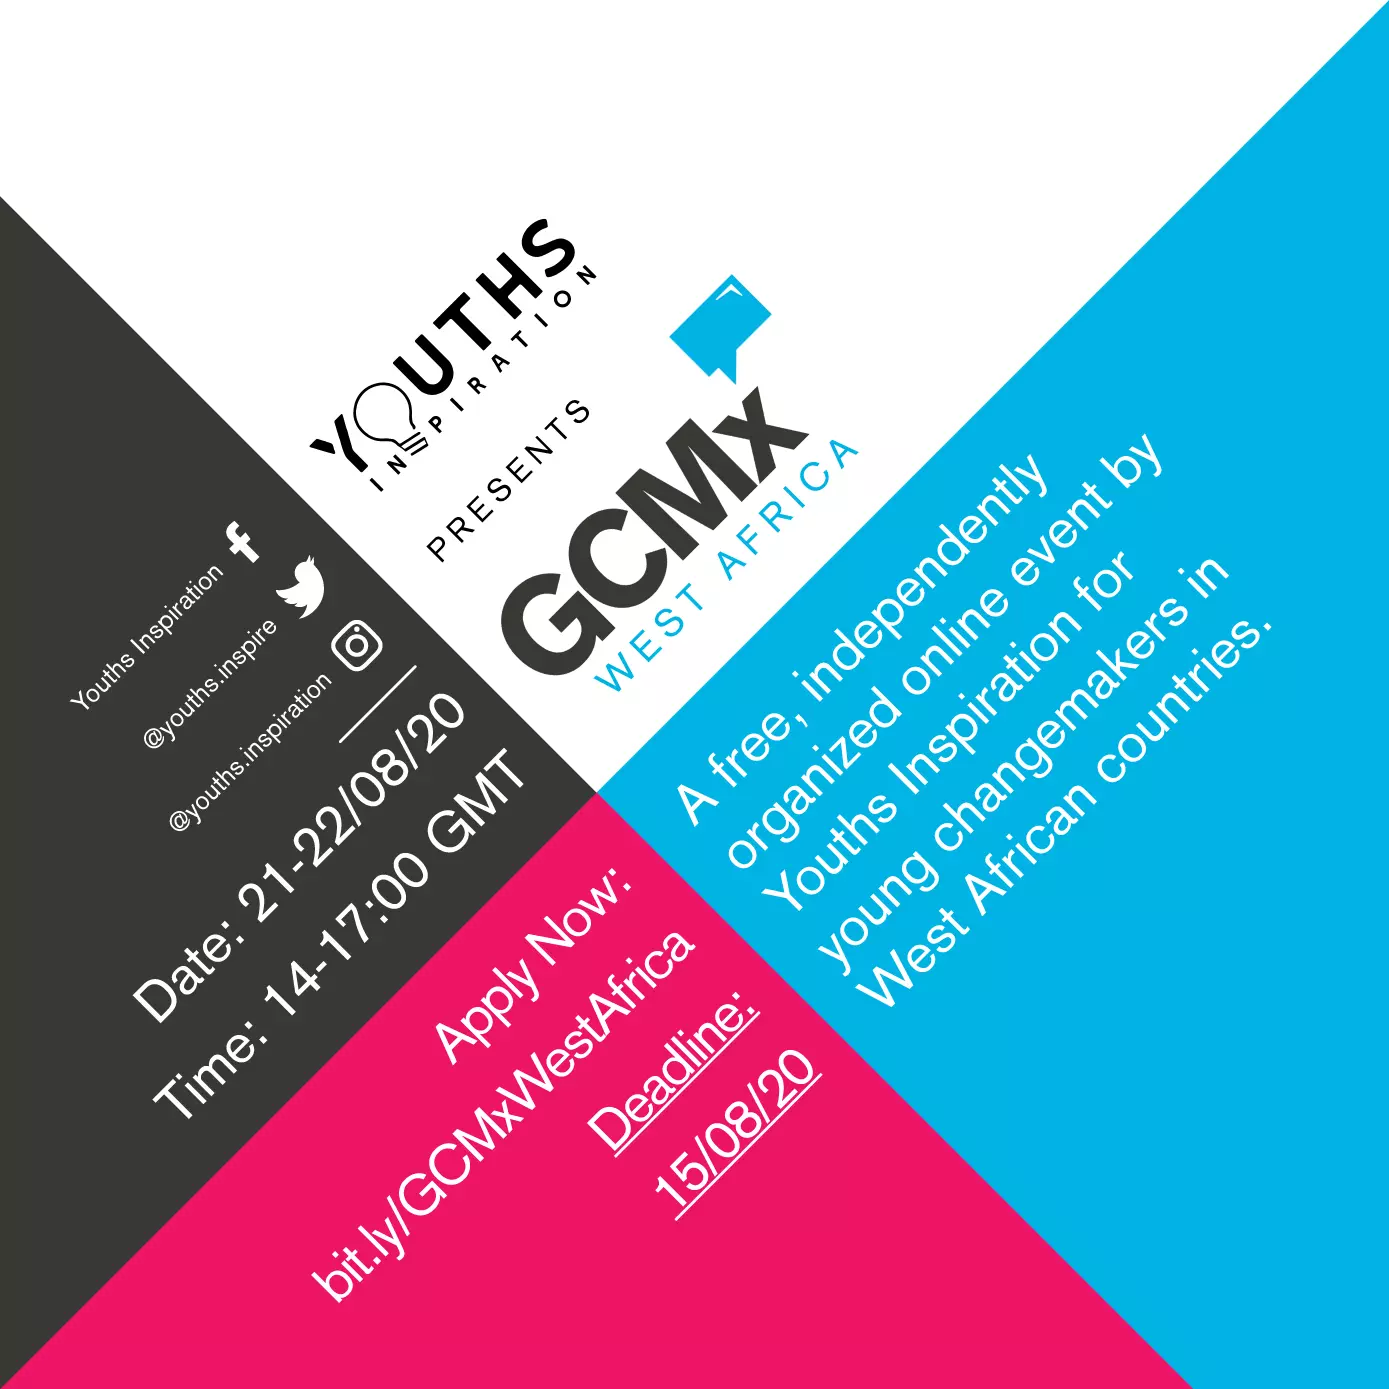 YOUTHS
INSPIRATION
PRESENTS
GCMx
WEST AFRICA
Youths Inspiration
@youths.inspire
@youths.inspiration
Date: 21-22/08/20
Time: 14-17:00 GMT
A free, independently
organized online event by
Youths Inspiration for
young changemakers in
West African countries.
Apply Now:
bit.ly/GCMxWestAfrica
Deadline:
15/08/20